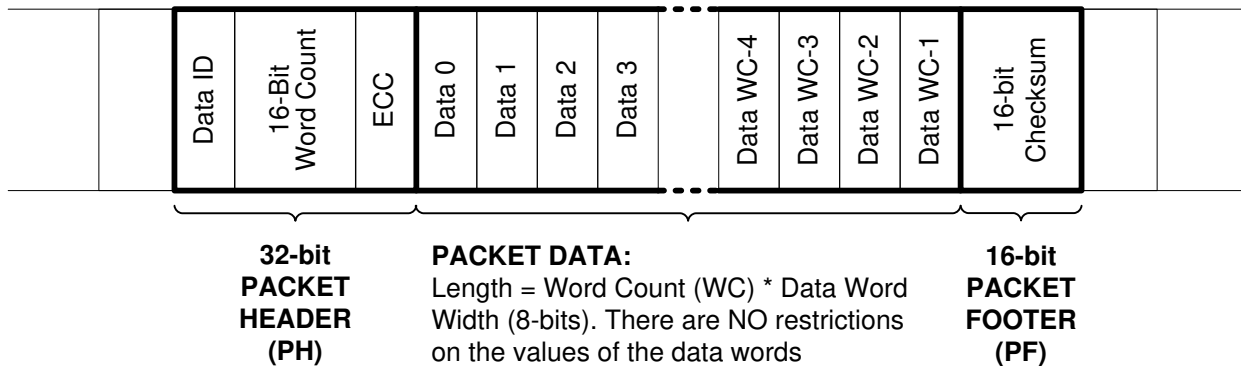 Data ID
16-Bit
Word Count
ECC
Data 0
Data 1
Data 2
Data 3
Data WC-4
Data WC-3
Data WC-2
Data WC-1
16-bit
Checksum
32-bit
PACKET
HEADER
(PH)
PACKET DATA:
Length = Word Count (WC) * Data Word
Width (8-bits). There are NO restrictions
on the values of the data words
16-bit
PACKET
FOOTER
(PF)